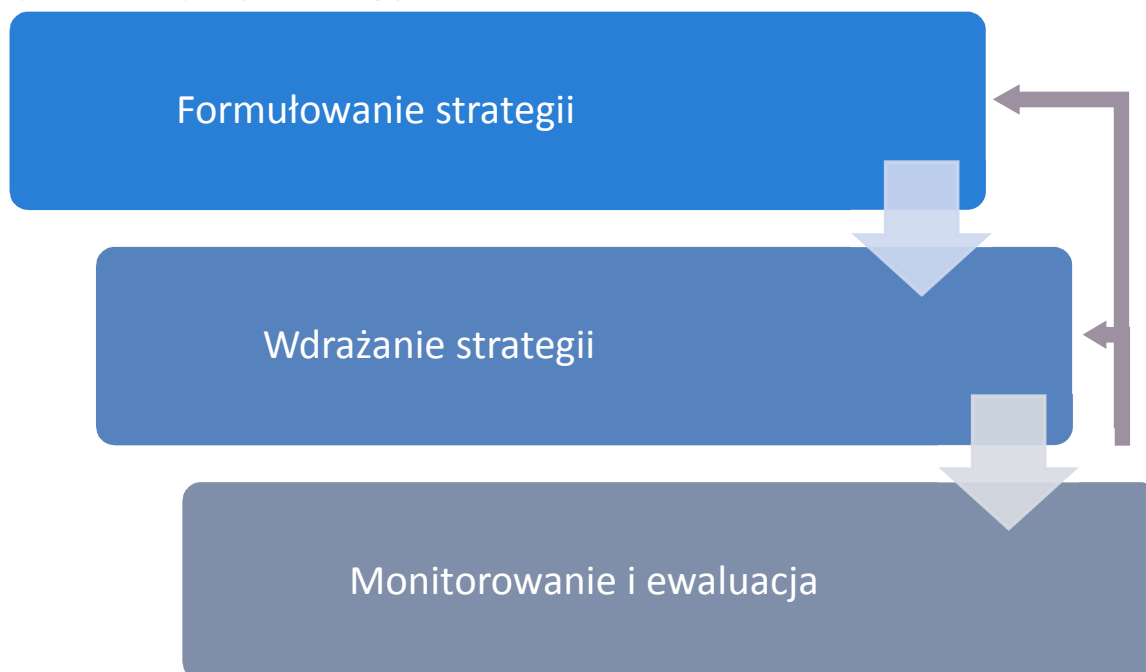 Formułowanie strategii
Wdrażanie strategii
Monitorowanie i ewaluacja